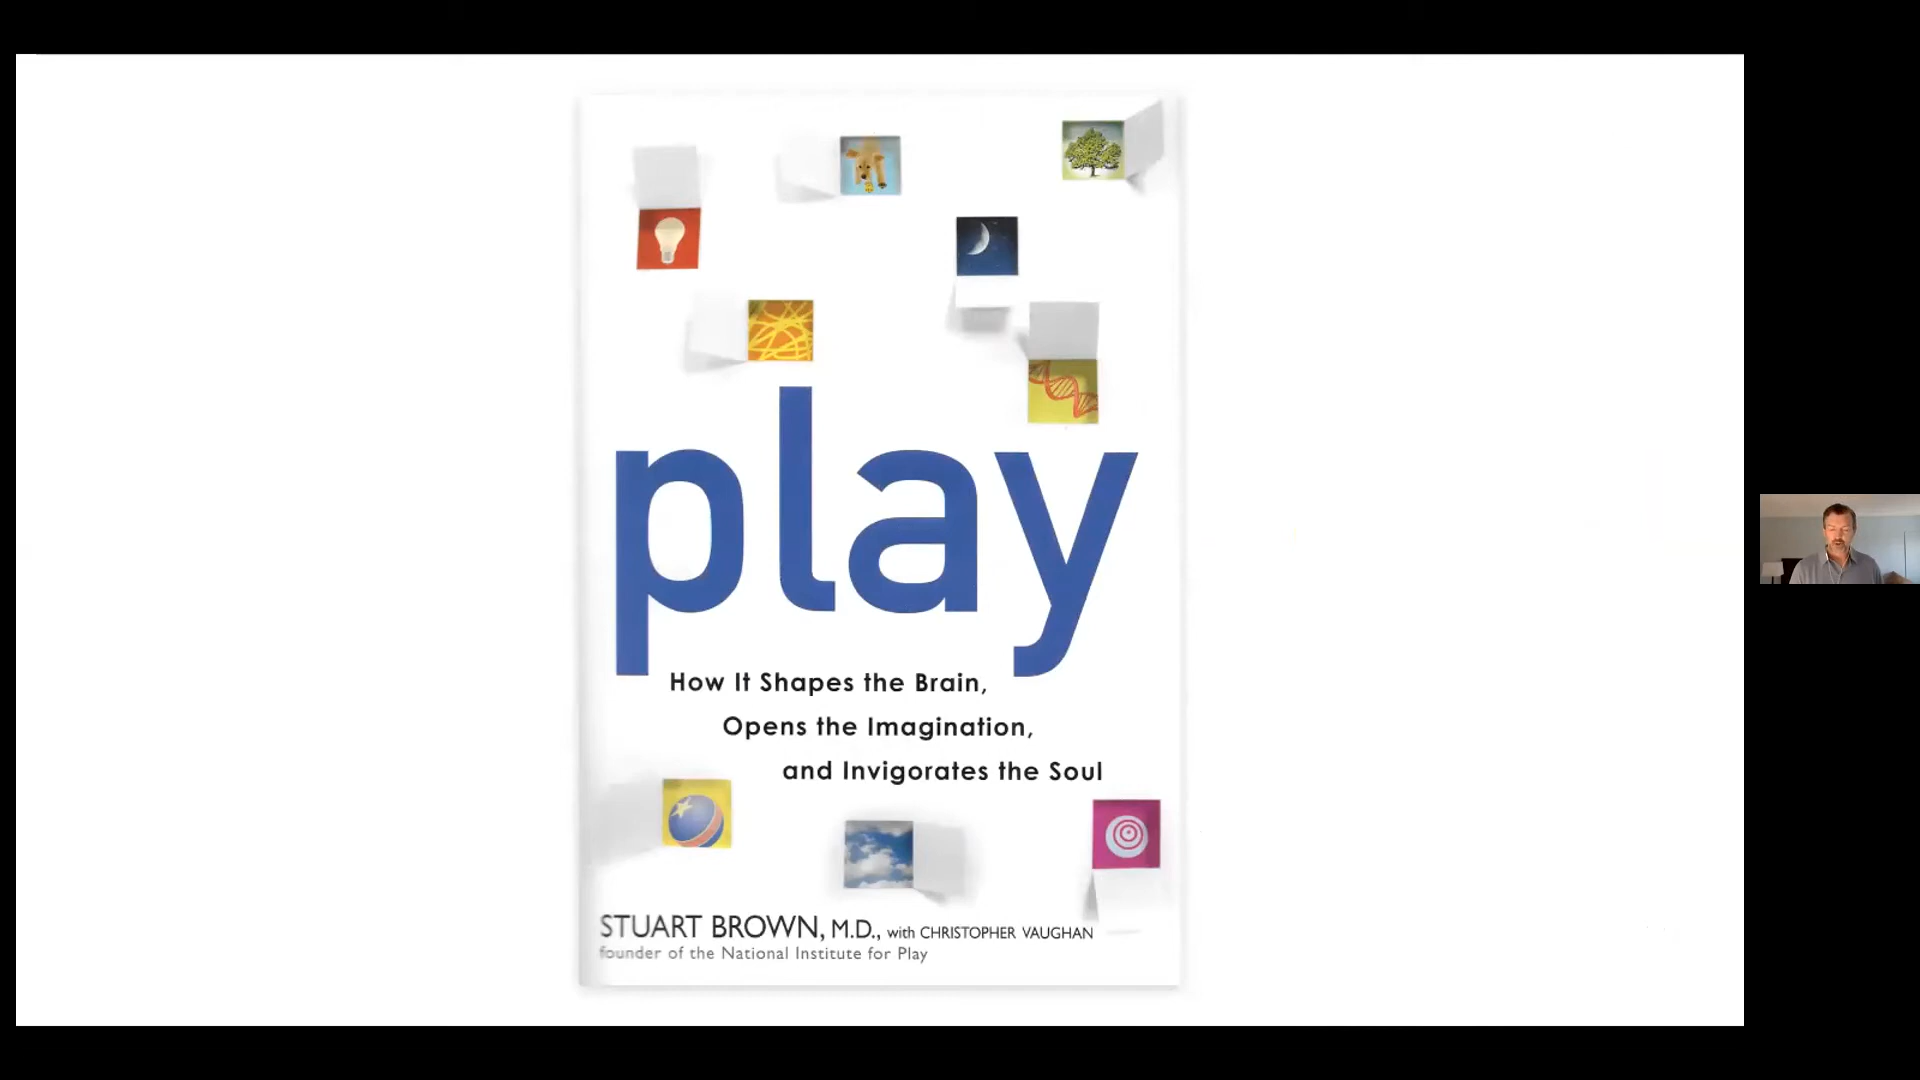 play
How It Shapes the Brain,
Opens the Imagination,
and Invigorates the Soul
STUART BROWN, M.D., with CHRISTOPHER VAUGHAN
founder of the National Institute for Play